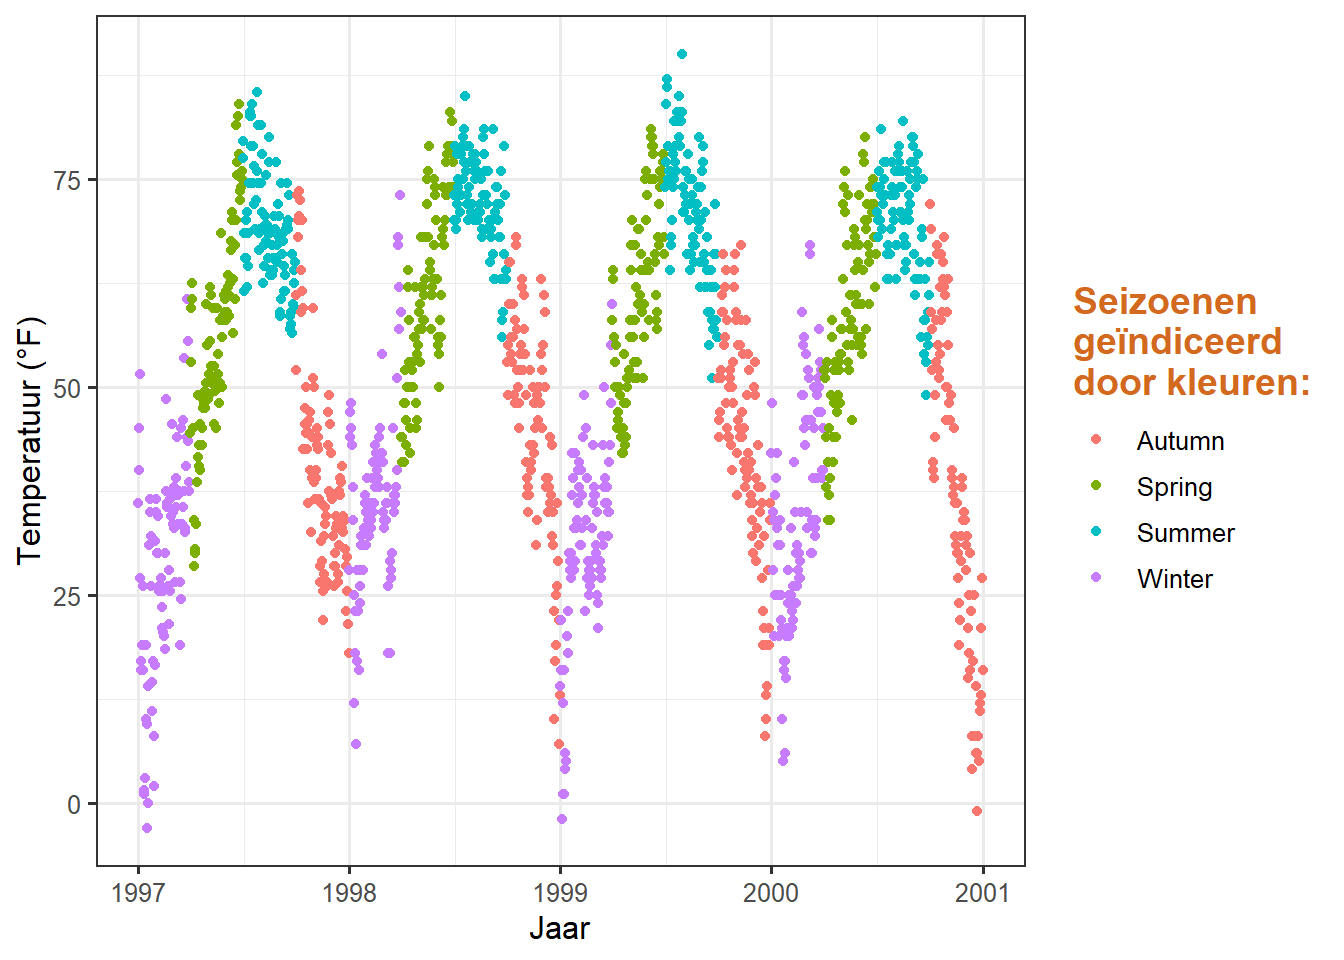 Temperatuur (°F)
75
50
25
0
1997
1998
1999
2000
2001
Jaar
Seizoenen
geïndiceerd
door kleuren:
Autumn
Spring
Summer
Winter